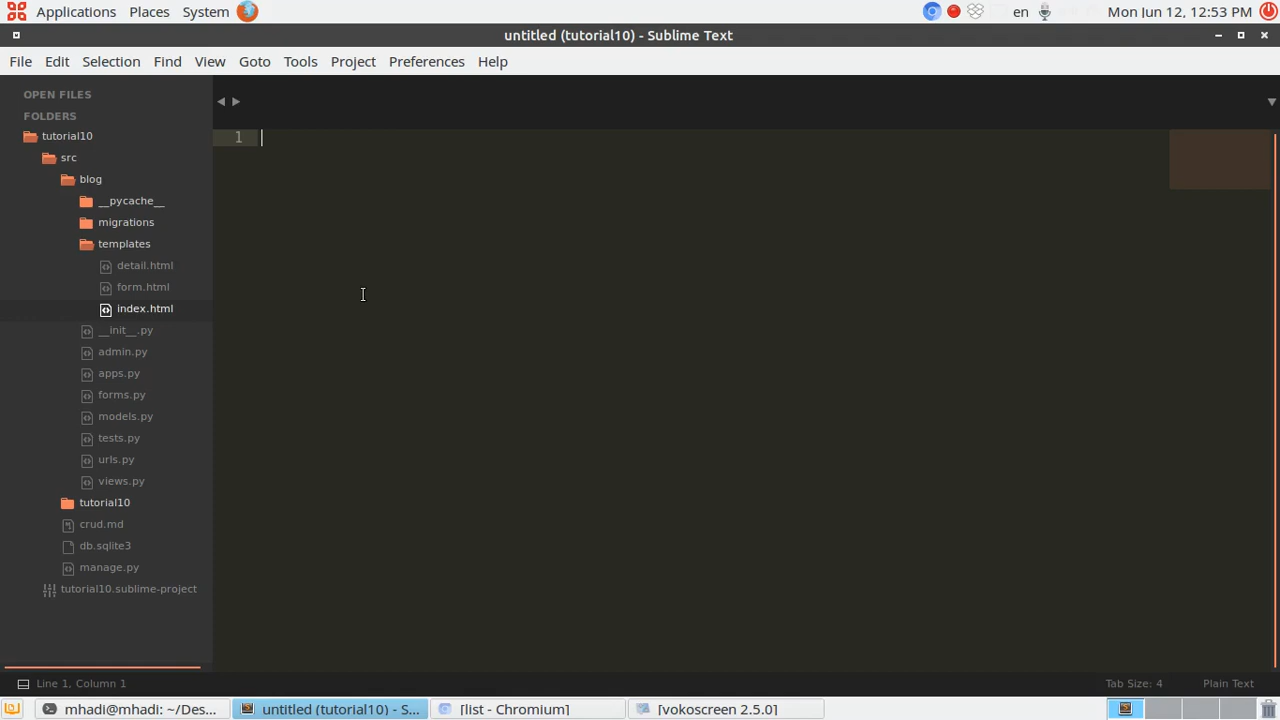 Applications Places System en Mon Jun 12, 12:53 PM
untitled (tutorial10) - Sublime Text
File Edit Selection Find View Goto Tools Project Preferences Help
OPEN FILES
FOLDERS
tutorial10
src
blog
__pycache__
migrations
templates
detail.html
form.html
index.html
__init__.py
admin.py
apps.py
forms.py
models.py
tests.py
urls.py
views.py
tutorial10
crud.md
db.sqlite3
manage.py
tutorial10.sublime-project
1
Line 1, Column 1 Tab Size: 4 Plain Text
mhadi@mhadi: ~/Des... untitled (tutorial10) - S... [list - Chromium] [vokoscreen 2.5.0]